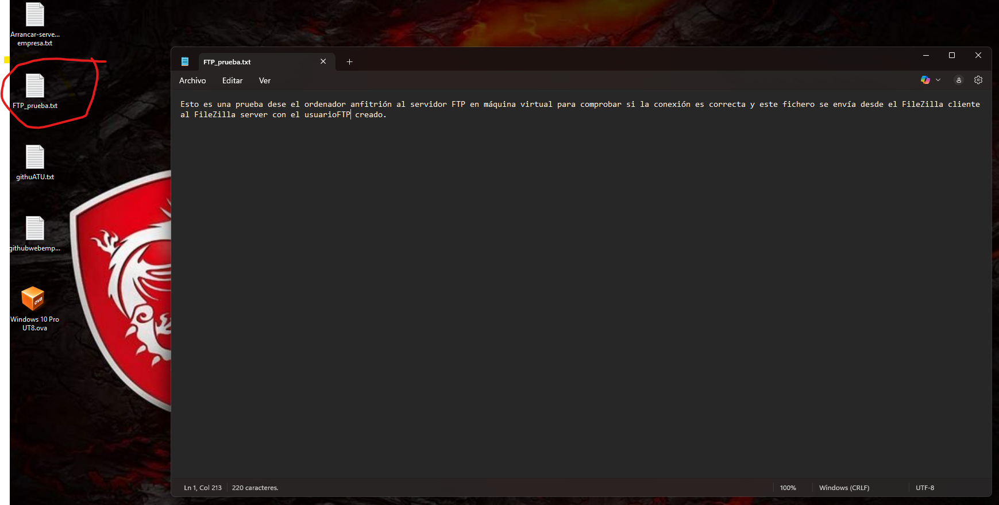 Arrancar-serve...
empresa.txt
FTP_prueba.txt
githuATU.txt
githubwebemp...
ova
Windows 10 Pro
UT8.ova
FTP_prueba.txt
Archivo Editar Ver
Esto es una prueba dese el ordenador anfitrión al servidor FTP en máquina virtual para comprobar si la conexión es correcta y este fichero se envía desde el FileZilla cliente
al FileZilla server con el usuarioFTP creado.
Ln 1, Col 213 220 caracteres. 100% Windows (CRLF) UTF-8